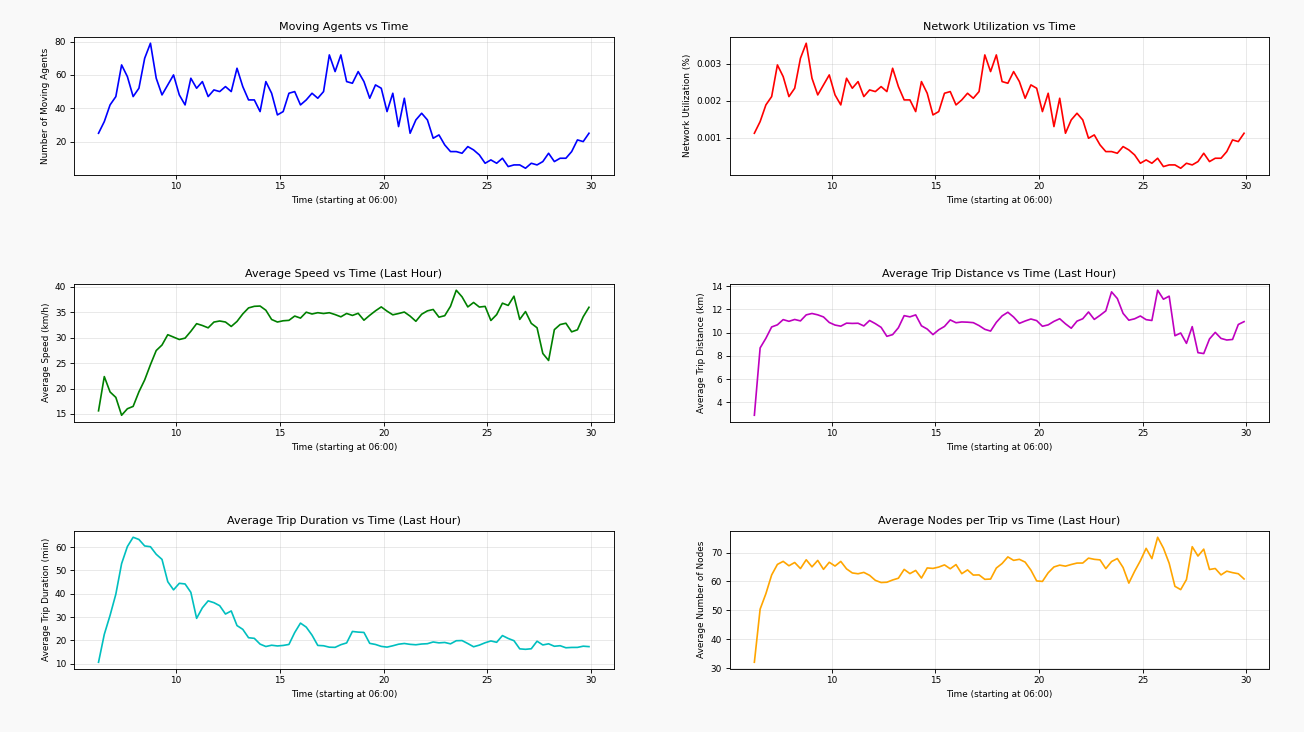 Moving Agents vs Time
Number of Moving Agents
80
60
40
20
10 15 20 25 30
Time (starting at 06:00)
Network Utilization vs Time
Network Utilization (%)
0.003
0.002
0.001
10 15 20 25 30
Time (starting at 06:00)
Average Speed vs Time (Last Hour)
Average Speed (km/h)
40
35
30
25
20
15
10 15 20 25 30
Time (starting at 06:00)
Average Trip Distance vs Time (Last Hour)
Average Trip Distance (km)
14
12
10
8
6
4
10 15 20 25 30
Time (starting at 06:00)
Average Trip Duration vs Time (Last Hour)
Average Trip Duration (min)
60
50
40
30
20
10
10 15 20 25 30
Time (starting at 06:00)
Average Nodes per Trip vs Time (Last Hour)
Average Number of Nodes
70
60
50
40
30
10 15 20 25 30
Time (starting at 06:00)